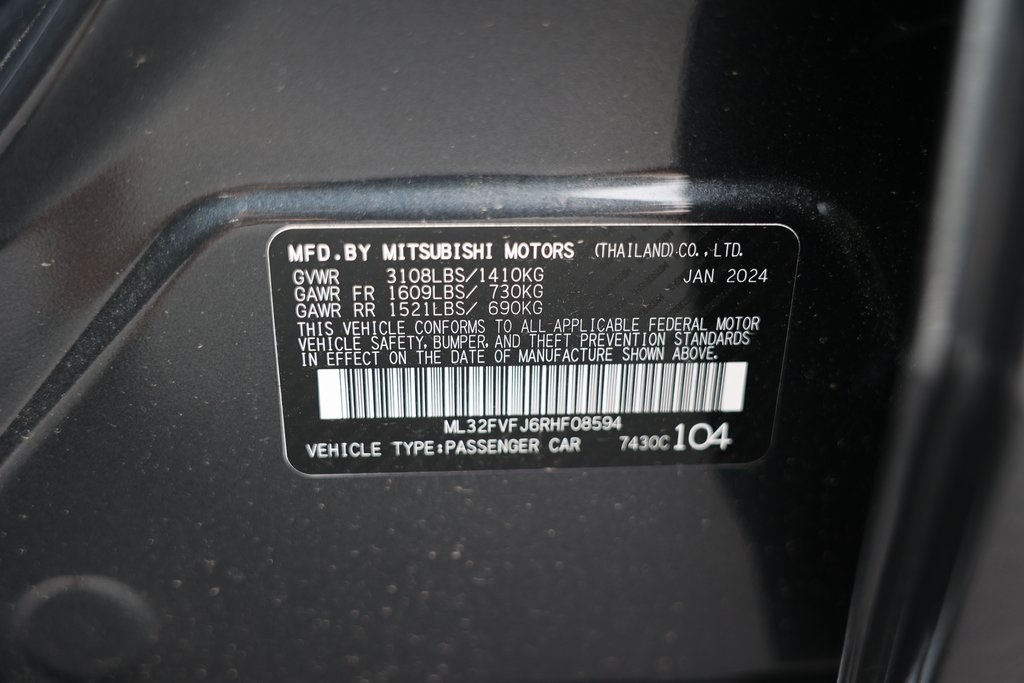 MFD.BY MITSUBISHI MOTORS (THAILAND)CO.,LTD.
GVWR 3108LBS/1410KG JAN 2024
GAWR FR 1609LBS/ 730KG
GAWR RR 1521LBS/ 690KG
THIS VEHICLE CONFORMS TO ALL APPLICABLE FEDERAL MOTOR
VEHICLE SAFETY, BUMPER, AND THEFT PREVENTION STANDARDS
IN EFFECT ON THE DATE OF MANUFACTURE SHOWN ABOVE.
ML32FVFJ6RHF08594
VEHICLE TYPE:PASSENGER CAR 7430C 104